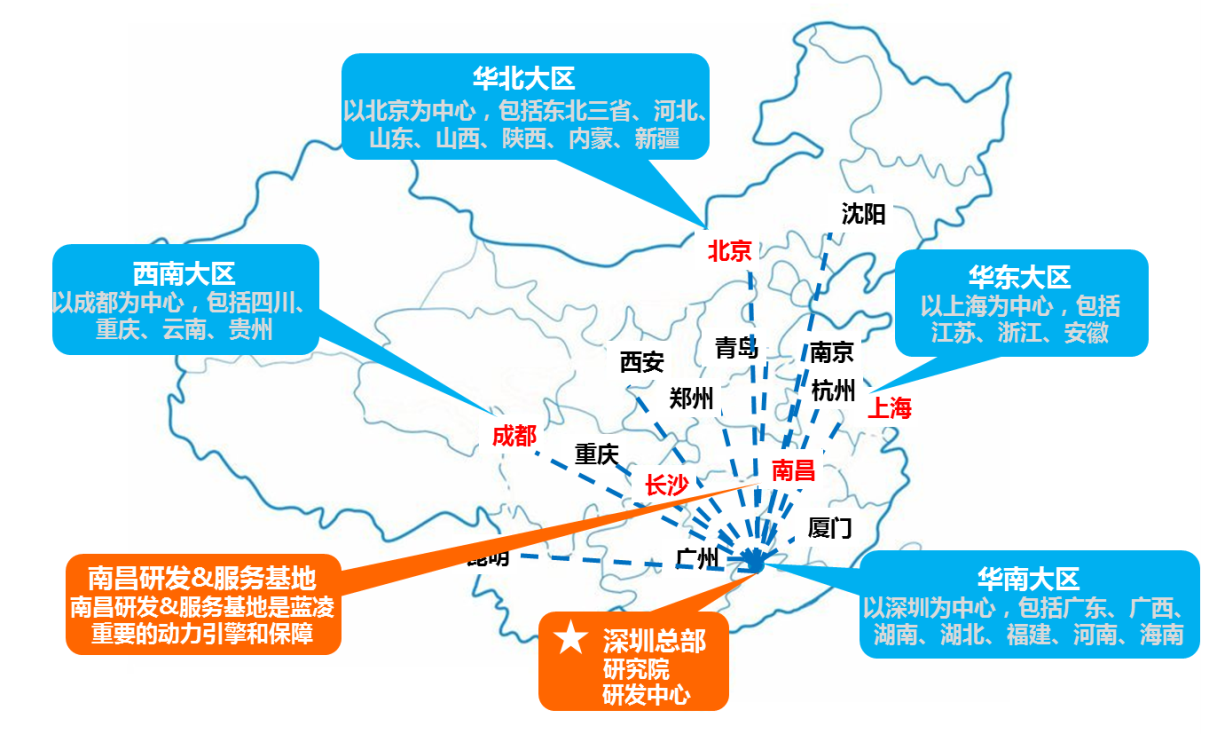 华北大区
以北京为中心，包括东北三省、河北、
山东、山西、陕西、内蒙、新疆
沈阳
北京
西南大区
以成都为中心，包括四川、
重庆、云南、贵州
华东大区
以上海为中心，包括
江苏、浙江、安徽
青岛
南京
西安
杭州
郑州
上海
成都
重庆
南昌
长沙
厦门
昆明
广州
南昌研发&服务基地
南昌研发&服务基地是蓝凌
重要的动力引擎和保障
华南大区
以深圳为中心，包括广东、广西、
湖南、湖北、福建、河南、海南
深圳总部
研究院
研发中心